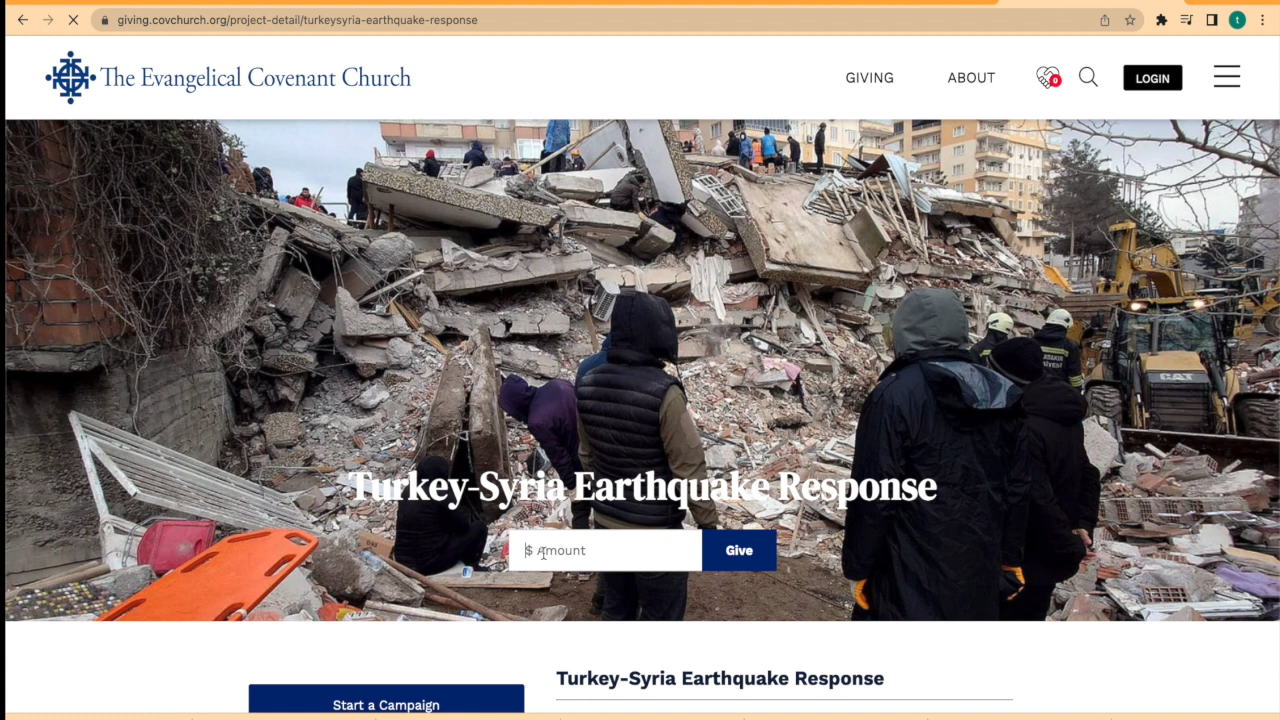 giving.covchurch.org/project-detail/turkeysyria-earthquake-response
t
The Evangelical Covenant Church
GIVING
ABOUT
0
LOGIN
CAT
Turkey-Syria Earthquake Response
$ Amount
Give
Turkey-Syria Earthquake Response
Start a Campaign